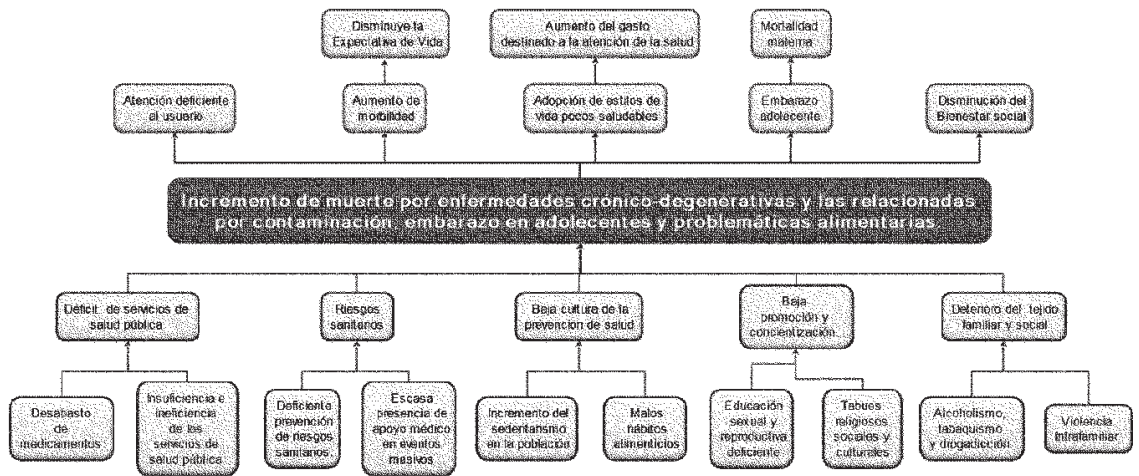 Disminuye la
Expectativa de Vida
Aumento del gasto
destinado a la atención de la salud
Mortalidad
materna
Atención deficiente
al usuario
Aumento de
morbilidad
Adopción de estilos de
vida pocos saludables
Embarazo
adolecente
Disminución del
Bienestar social
Incremento de muerte por enfermedades crónico-degenerativas y las relacionadas
por contaminación, embarazo en adolecentes y problemáticas alimentarias.
Déficit de servicios de
salud pública
Riesgos
sanitarios
Baja cultura de la
prevención de salud
Baja
promoción y
concientización
Deterioro del tejido
familiar y social
Desabasto
de
medicamentos
Insuficiencia e
ineficiencia
de los
servicios de
salud pública
Deficiente
prevención
de riesgos
sanitarios
Escasa
presencia de
apoyo médico
en eventos
masivos
Incremento del
sedentarismo
en la población
Malos
hábitos
alimenticios
Educación
sexual y
reproductiva
deficiente
Tabues
religiosos
sociales y
culturales
Alcoholismo,
tabaquismo
y drogadicción
Violencia
Intrafamiliar